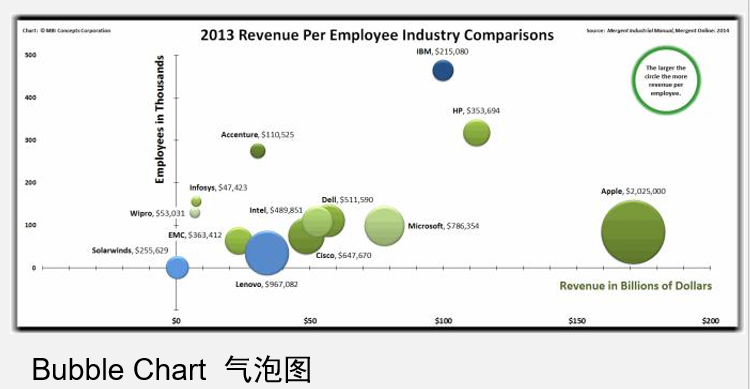 Chart: © MBI Concepts Corporation
2013 Revenue Per Employee Industry Comparisons
Source: Mergent Industrial Manual, Mergent Online 2014
Employees in Thousands
500
400
300
200
100
0
IBM, $215,080
The larger the
circle the more
revenue per
employee.
HP, $353,694
Accenture, $110,525
Infosys, $47,423
Wipro, $53,031
Intel, $489,851
Dell, $511,590
Apple, $2,025,000
EMC, $363,412
Microsoft, $786,354
Solarwinds, $255,629
Cisco, $647,670
Lenovo, $967,082
Revenue in Billions of Dollars
$0
$50
$100
$150
$200
Bubble Chart 气泡图